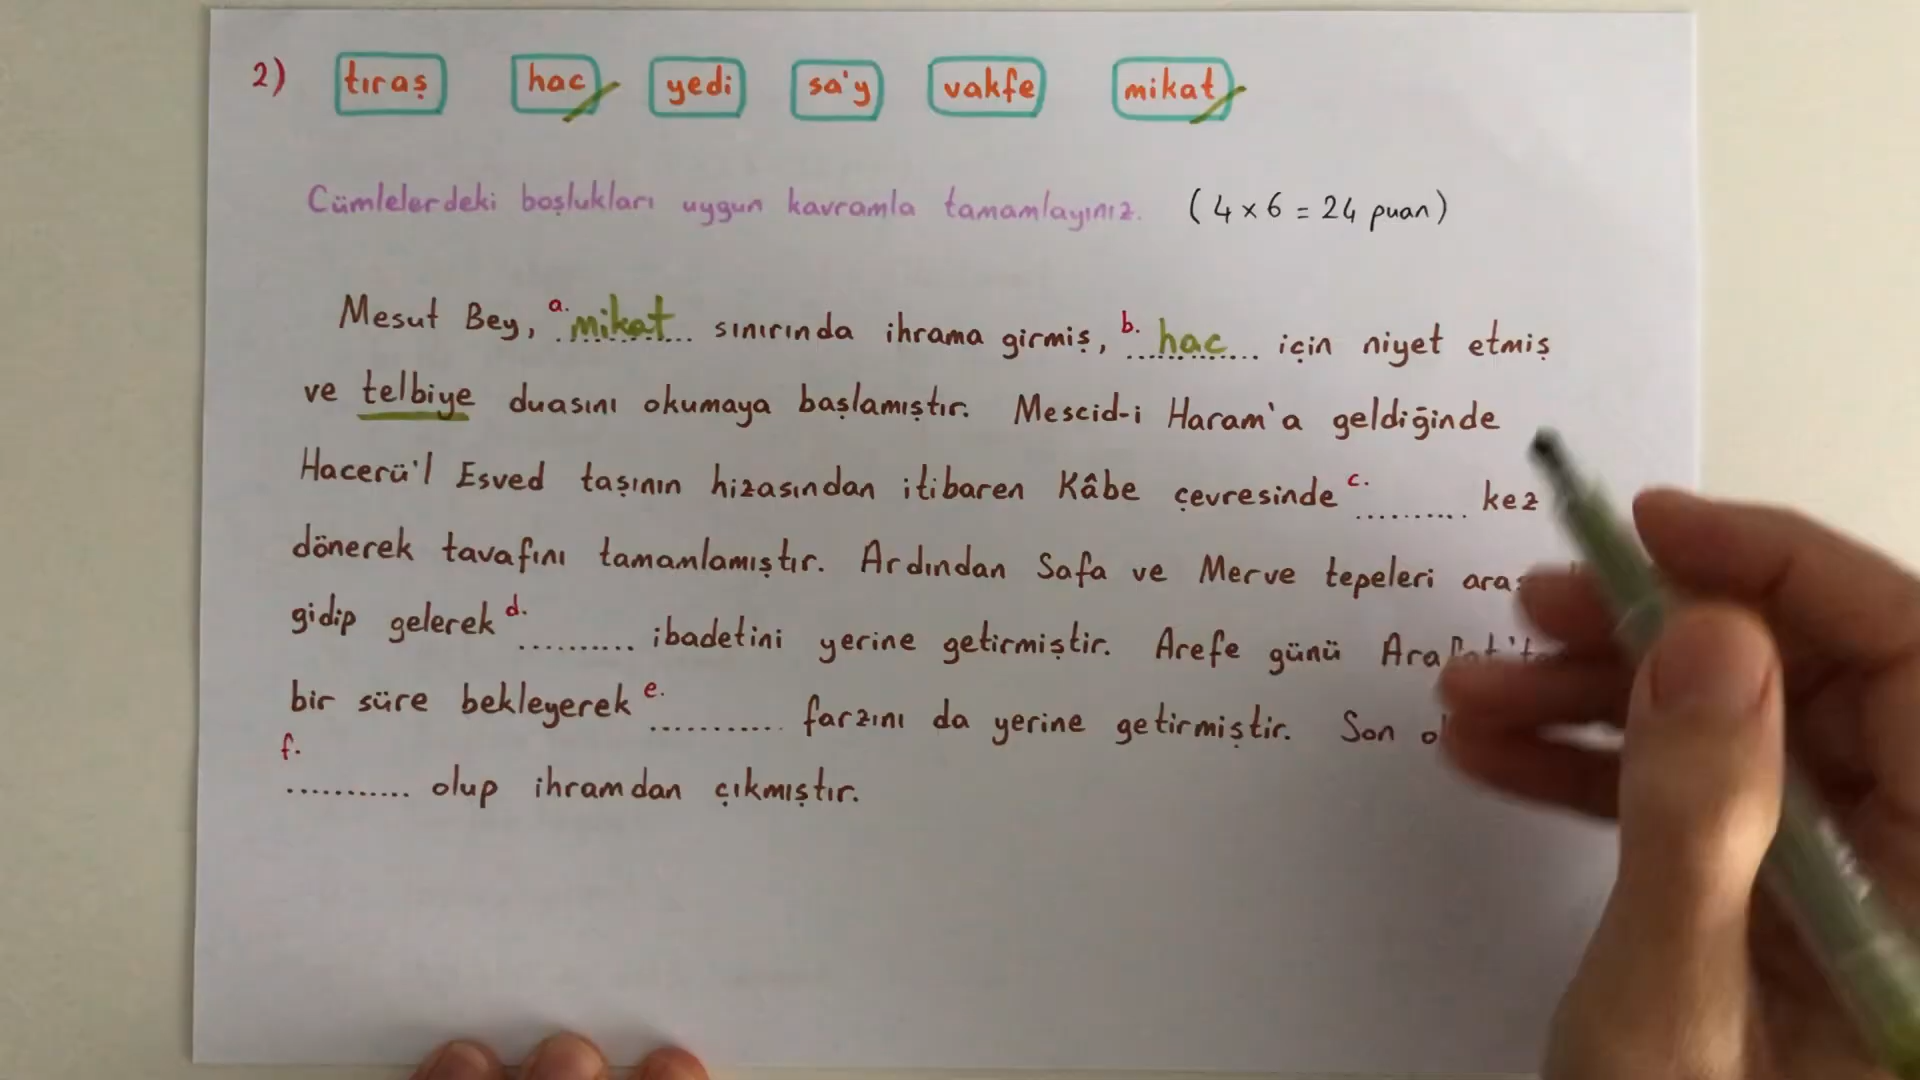 2) tıraş hac yedi sa'y vakfe mikat
Cümlelerdeki boşlukları uygun kavramla tamamlayınız. (4 x 6 = 24 puan)
Mesut Bey, a. mikat sınırında ihrama girmiş, b. hac için niyet etmiş
ve telbiye duasını okumaya başlamıştır. Mescid-i Haram'a geldiğinde
Hacerü'l Esved taşının hizasından itibaren Kâbe çevresinde c. .......... kez
dönerek tavafını tamamlamıştır. Ardından Safa ve Merve tepeleri
gidip gelerek d. .......... ibadetini yerine getirmiştir. Arefe günü
bir süre bekleyerek e. ............ farzını da yerine getirmiştir. Son
f. ........... olup ihramdan çıkmıştır.